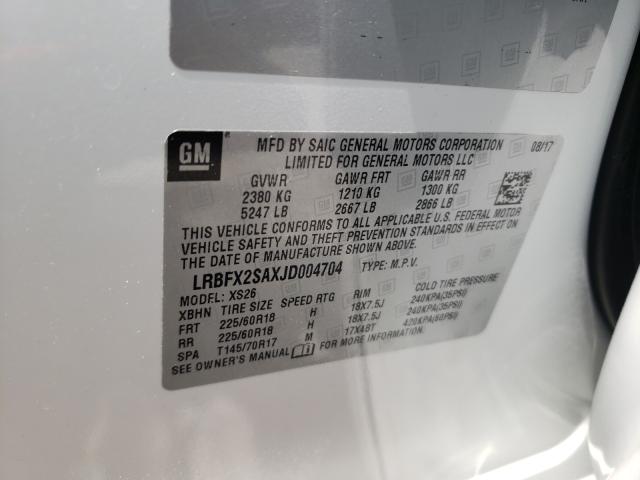 GM
MFD BY SAIC GENERAL MOTORS CORPORATION 08/17
LIMITED FOR GENERAL MOTORS LLC
GVWR GAWR FRT GAWR RR
2380 KG 1210 KG 1300 KG
5247 LB 2667 LB 2866 LB
THIS VEHICLE CONFORMS TO ALL APPLICABLE U.S. FEDERAL MOTOR
VEHICLE SAFETY AND THEFT PREVENTION STANDARDS IN EFFECT ON
THE DATE OF MANUFACTURE SHOWN ABOVE.
LRBFX2SAXJD004704 TYPE: M.P.V.
MODEL: XS26
XBHN TIRE SIZE SPEED RTG RIM COLD TIRE PRESSURE
FRT 225/60R18 H 18X7.5J 240KPA(35PSI)
RR 225/60R18 H 18X7.5J 240KPA(35PSI)
SPA T145/70R17 M 17X4BT 420KPA(60PSI)
SEE OWNER'S MANUAL FOR MORE INFORMATION.